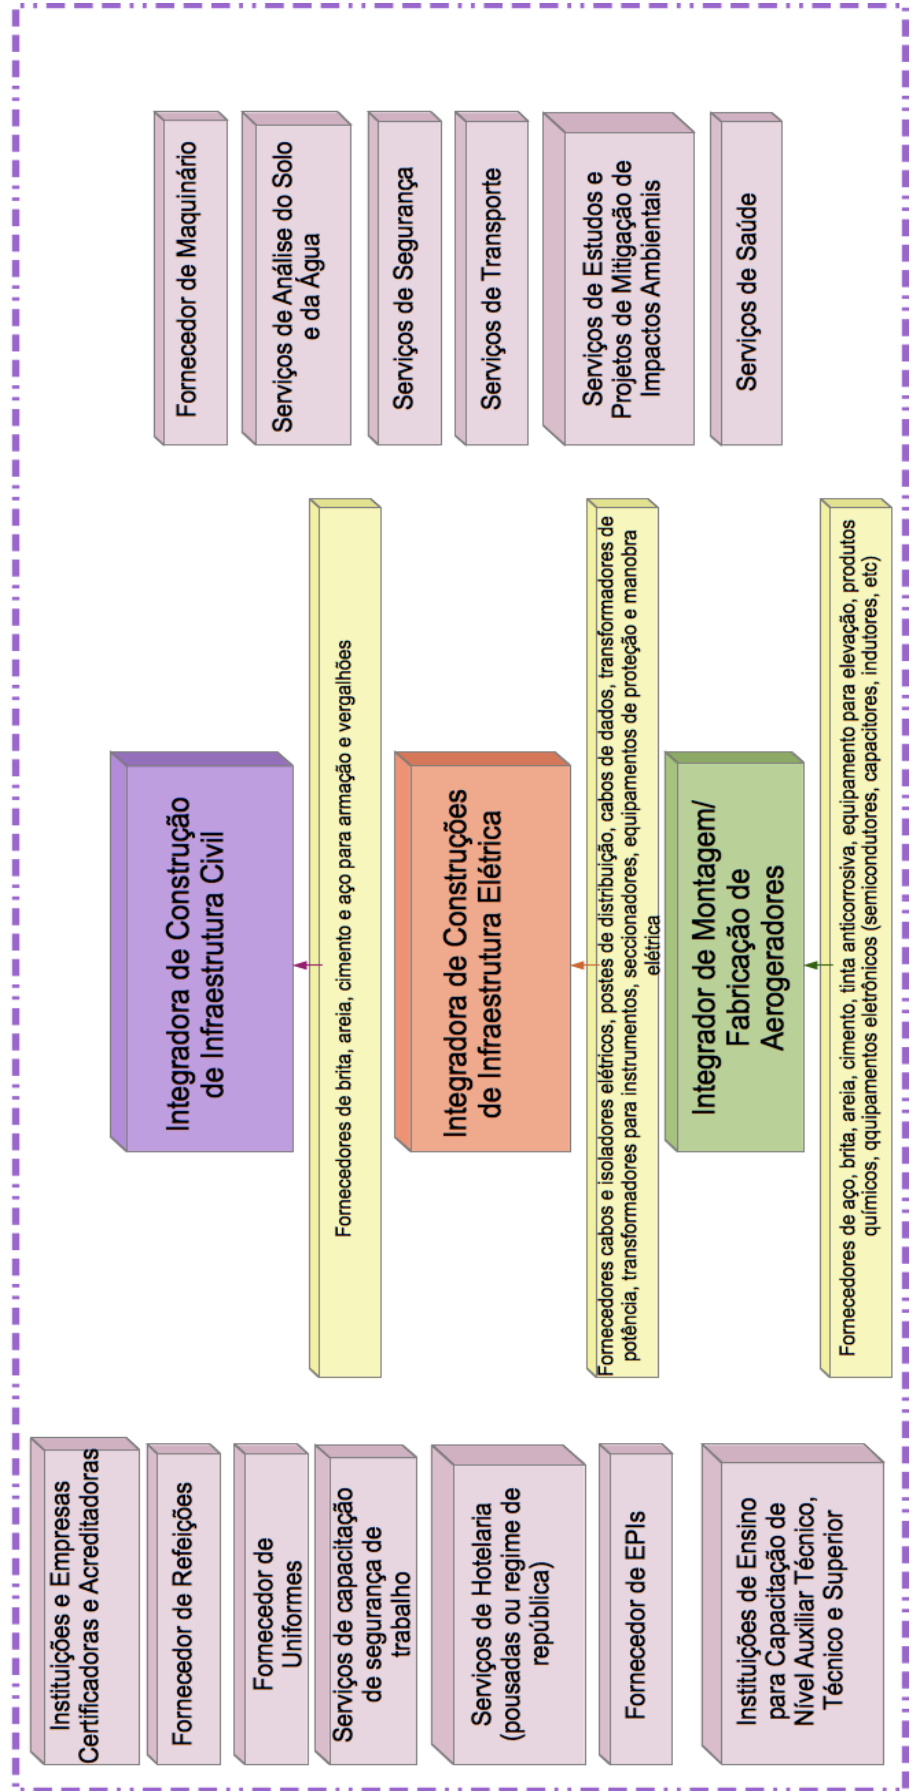 Instituições e Empresas
Certificadoras e Acreditadoras
Fornecedor de Refeições
Fornecedor de
Uniformes
Serviços de capacitação
de segurança de
trabalho
Serviços de Hotelaria
(pousadas ou regime de
república)
Fornecedor de EPIs
Instituições de Ensino
para Capacitação de
Nível Auxiliar Técnico,
Técnico e Superior
Integradora de Construção
de Infraestrutura Civil
Fornecedores de brita, areia, cimento e aço para armação e vergalhões
Integradora de Construções
de Infraestrutura Elétrica
Fornecedores cabos e isoladores elétricos, postes de distribuição, cabos de dados, transformadores de
potência, transformadores para instrumentos, seccionadores, equipamentos de proteção e manobra
elétrica
Integrador de Montagem/
Fabricação de
Aerogeradores
Fornecedores de aço, brita, areia, cimento, tinta anticorrosiva, equipamento para elevação, produtos
químicos, qquipamentos eletrônicos (semicondutores, capacitores, indutores, etc)
Fornecedor de Maquinário
Serviços de Análise do Solo
e da Água
Serviços de Segurança
Serviços de Transporte
Serviços de Estudos e
Projetos de Mitigação de
Impactos Ambientais
Serviços de Saúde